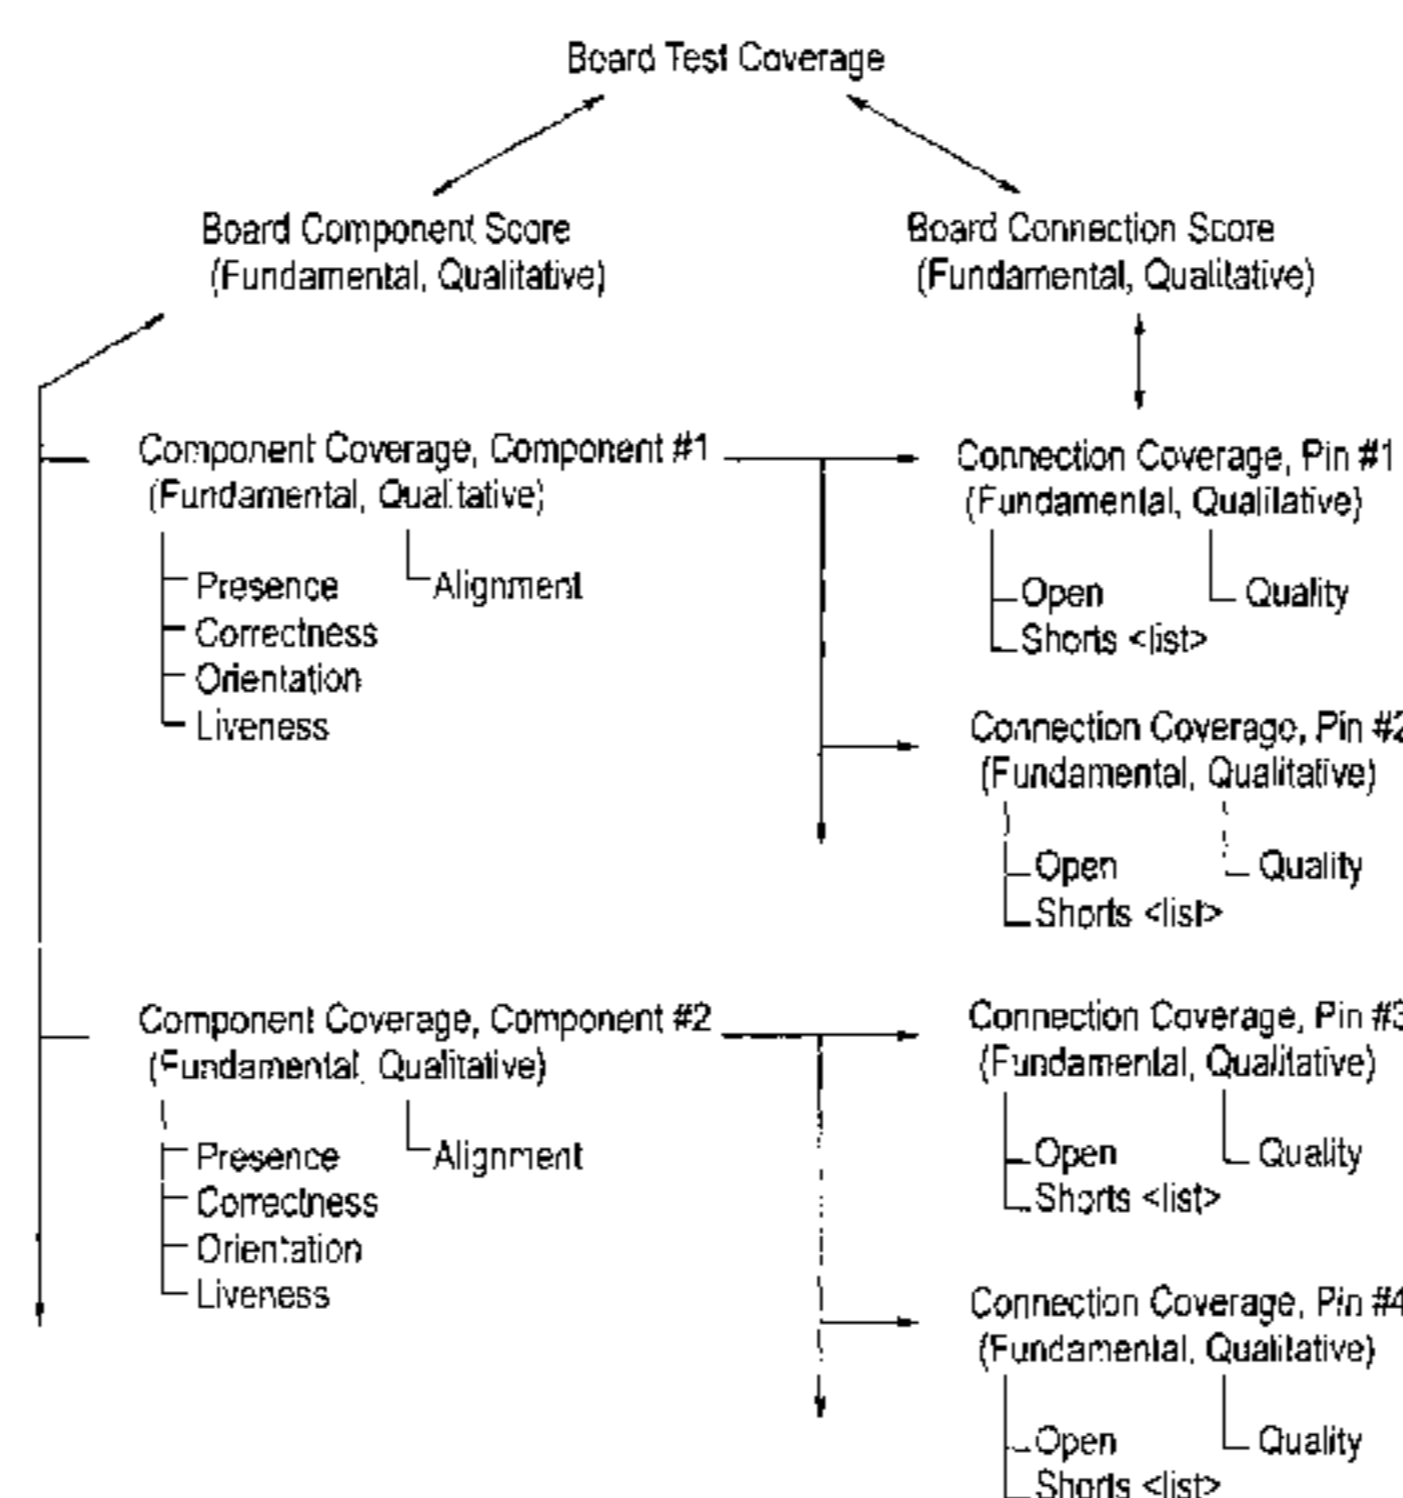 Board Test Coverage
Board Component Score
(Fundamental, Qualitative)
Board Connection Score
(Fundamental, Qualitative)
Component Coverage, Component #1
(Fundamental, Qualitative)
Presence
Correctness
Orientation
Liveness
Alignment
Connection Coverage, Pin #1
(Fundamental, Qualitative)
Open
Shorts <list>
Quality
Connection Coverage, Pin #2
(Fundamental, Qualitative)
Open
Shorts <list>
Quality
Component Coverage, Component #2
(Fundamental, Qualitative)
Presence
Correctness
Orientation
Liveness
Alignment
Connection Coverage, Pin #3
(Fundamental, Qualitative)
Open
Shorts <list>
Quality
Connection Coverage, Pin #4
(Fundamental, Qualitative)
Open
Shorts <list>
Quality